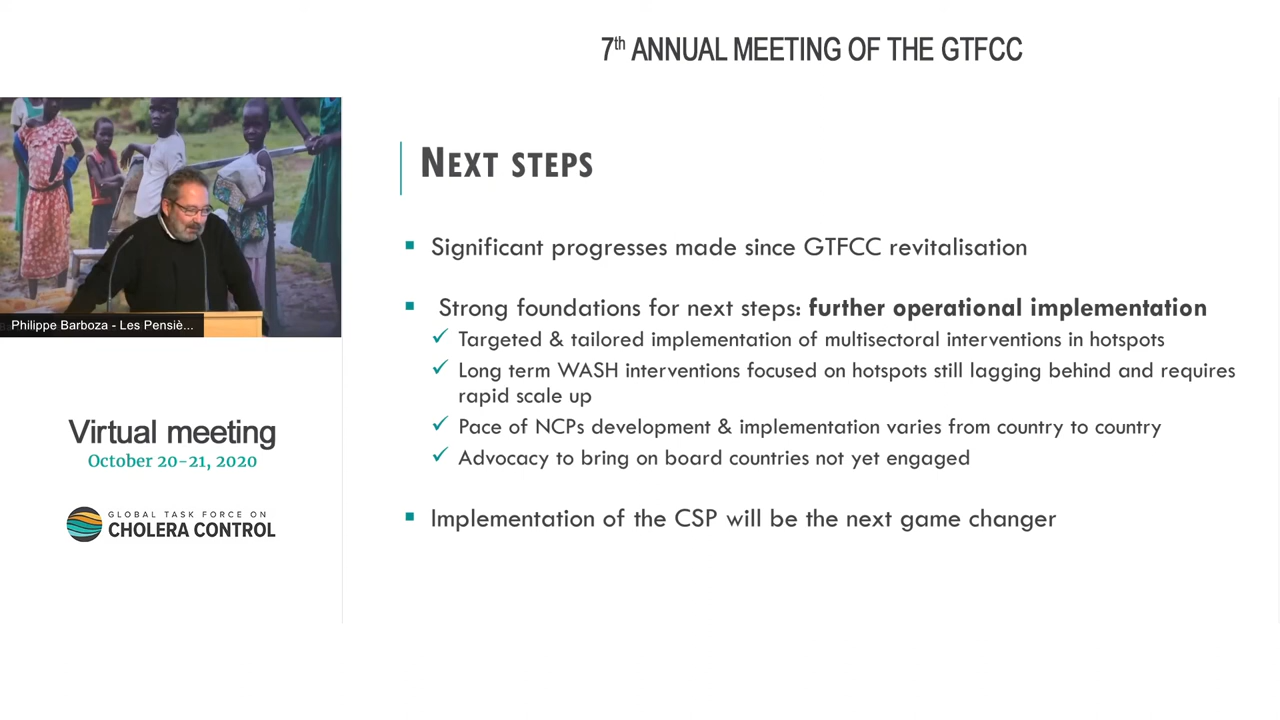 7th ANNUAL MEETING OF THE GTFCC
Philippe Barboza - Les Pensiè...
Virtual meeting
October 20-21, 2020
GLOBAL TASK FORCE ON
CHOLERA CONTROL
NEXT STEPS
▪ Significant progresses made since GTFCC revitalisation
▪ Strong foundations for next steps: further operational implementation
✓ Targeted & tailored implementation of multisectoral interventions in hotspots
✓ Long term WASH interventions focused on hotspots still lagging behind and requires
rapid scale up
✓ Pace of NCPs development & implementation varies from country to country
✓ Advocacy to bring on board countries not yet engaged
▪ Implementation of the CSP will be the next game changer